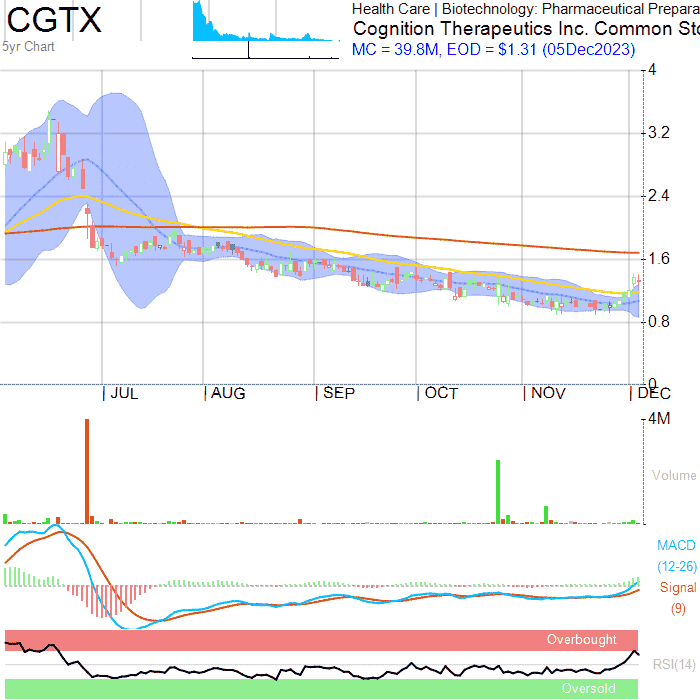 CGTX
5yr Chart
Health Care | Biotechnology: Pharmaceutical Prepara
Cognition Therapeutics Inc. Common Sto
MC = 39.8M, EOD = $1.31 (05Dec2023)
4
3.2
2.4
1.6
0.8
0
JUL AUG SEP OCT NOV DEC
4M
Volume
MACD
(12-26)
Signal
(9)
Overbought
RSI(14)
Oversold